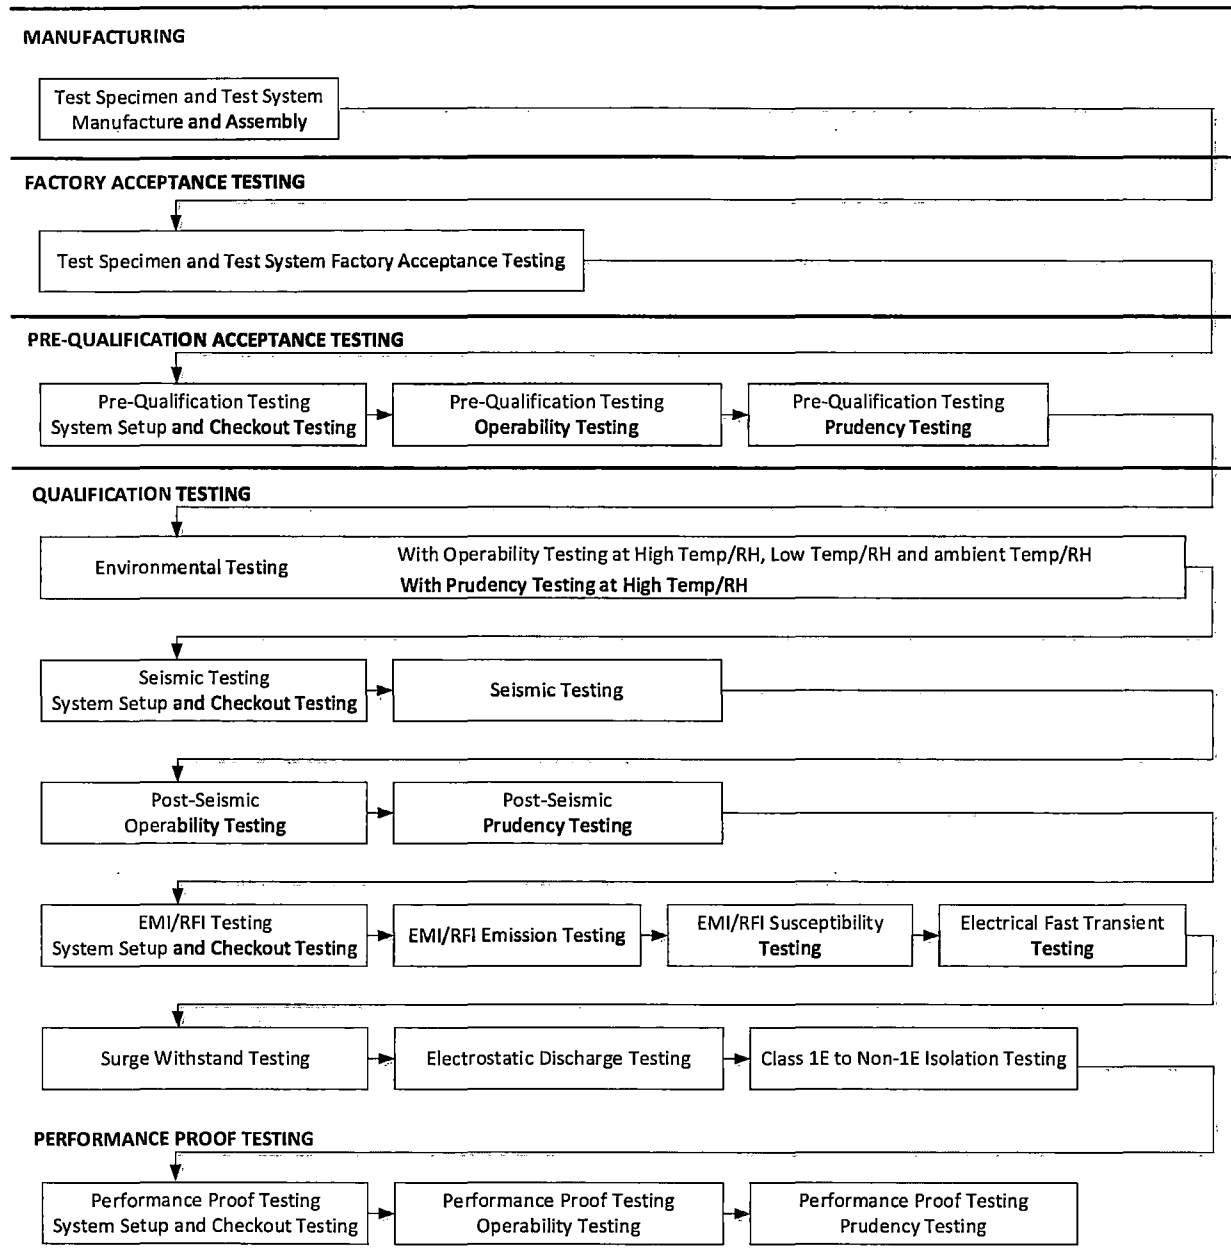 MANUFACTURING
Test Specimen and Test System
Manufacture and Assembly
FACTORY ACCEPTANCE TESTING
Test Specimen and Test System Factory Acceptance Testing
PRE-QUALIFICATION ACCEPTANCE TESTING
Pre-Qualification Testing
System Setup and Checkout Testing
Pre-Qualification Testing
Operability Testing
Pre-Qualification Testing
Prudency Testing
QUALIFICATION TESTING
Environmental Testing
With Operability Testing at High Temp/RH, Low Temp/RH and ambient Temp/RH
With Prudency Testing at High Temp/RH
Seismic Testing
System Setup and Checkout Testing
Seismic Testing
Post-Seismic
Operability Testing
Post-Seismic
Prudency Testing
EMI/RFI Testing
System Setup and Checkout Testing
EMI/RFI Emission Testing
EMI/RFI Susceptibility
Testing
Electrical Fast Transient
Testing
Surge Withstand Testing
Electrostatic Discharge Testing
Class 1E to Non-1E Isolation Testing
PERFORMANCE PROOF TESTING
Performance Proof Testing
System Setup and Checkout Testing
Performance Proof Testing
Operability Testing
Performance Proof Testing
Prudency Testing